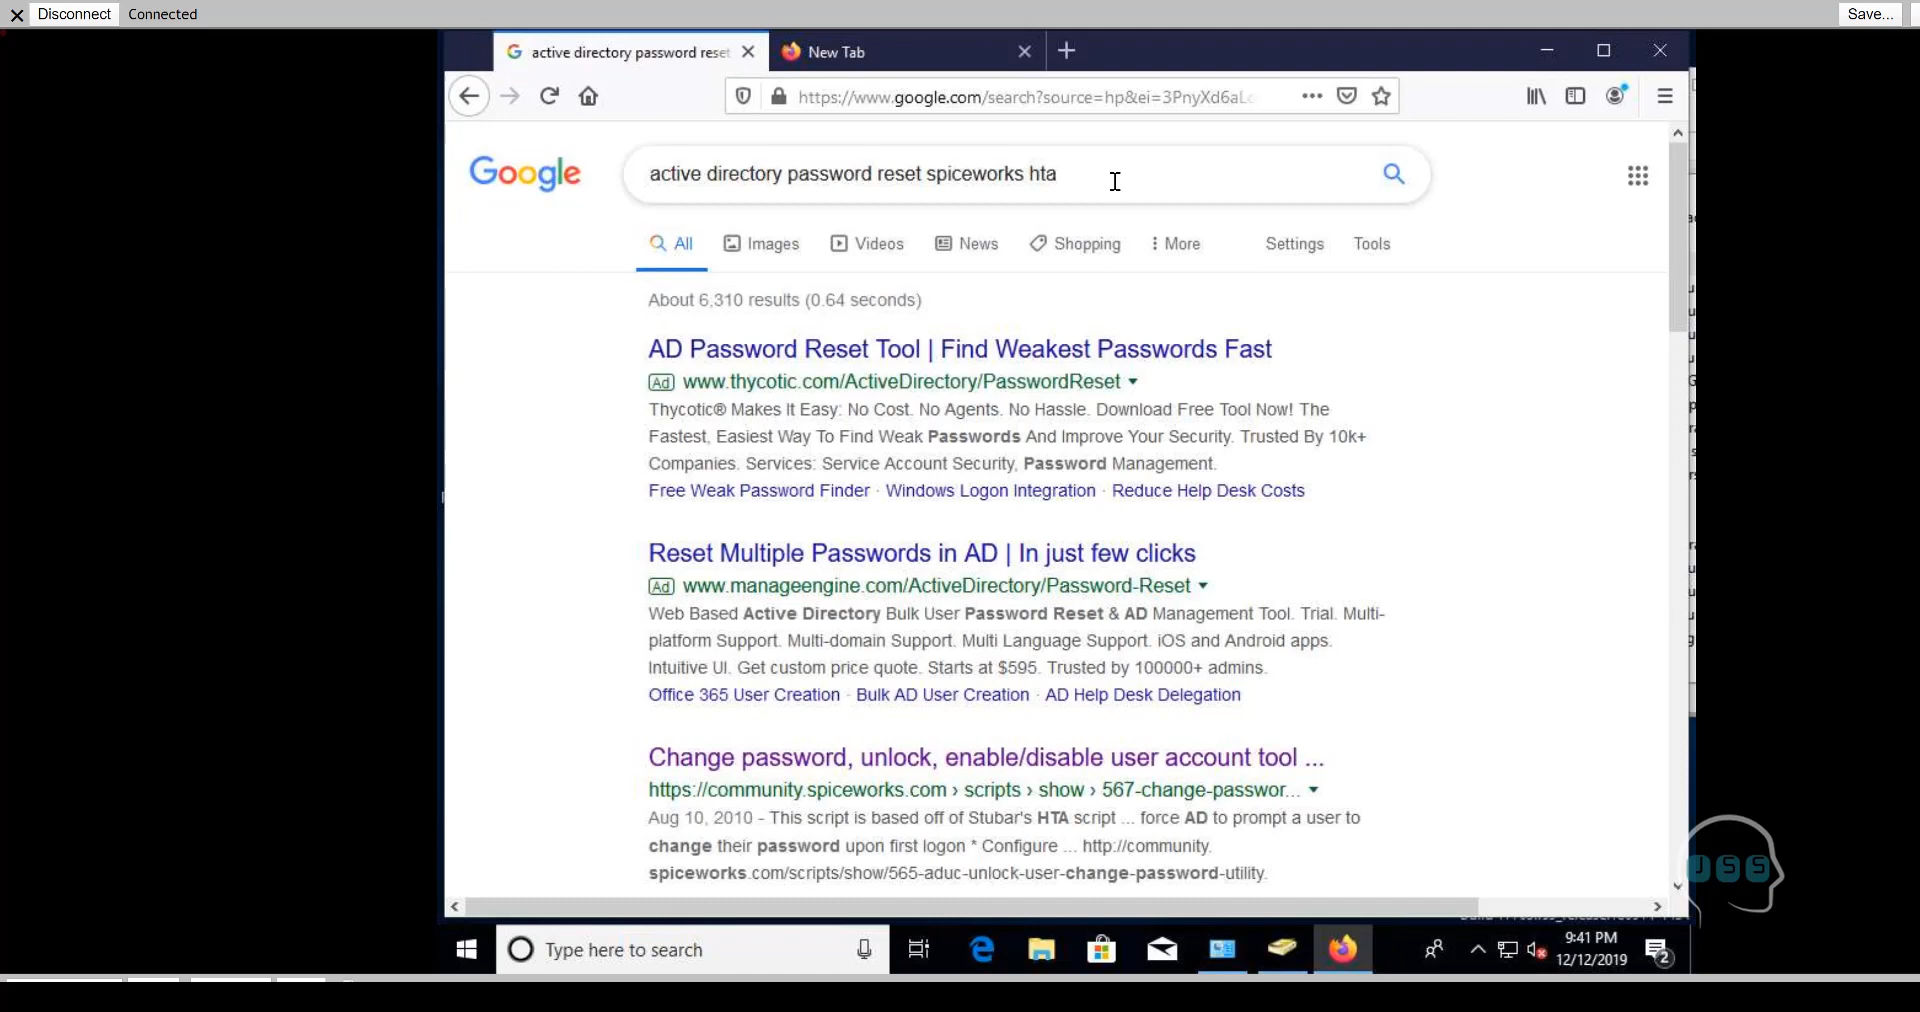 Disconnect Connected Save...
active directory password reset New Tab
https://www.google.com/search?source=hp&ei=3PnyXd6aL
Google active directory password reset spiceworks hta
All Images Videos News Shopping More Settings Tools
About 6,310 results (0.64 seconds)
AD Password Reset Tool | Find Weakest Passwords Fast
Ad www.thycotic.com/ActiveDirectory/PasswordReset
Thycotic® Makes It Easy: No Cost. No Agents. No Hassle. Download Free Tool Now! The
Fastest, Easiest Way To Find Weak Passwords And Improve Your Security. Trusted By 10k+
Companies. Services: Service Account Security, Password Management.
Free Weak Password Finder · Windows Logon Integration · Reduce Help Desk Costs
Reset Multiple Passwords in AD | In just few clicks
Ad www.manageengine.com/ActiveDirectory/Password-Reset
Web Based Active Directory Bulk User Password Reset & AD Management Tool. Trial. Multi-
platform Support. Multi-domain Support. Multi Language Support. iOS and Android apps.
Intuitive UI. Get custom price quote. Starts at $595. Trusted by 100000+ admins.
Office 365 User Creation · Bulk AD User Creation · AD Help Desk Delegation
Change password, unlock, enable/disable user account tool ...
https://community.spiceworks.com › scripts › show › 567-change-passwor...
Aug 10, 2010 - This script is based off of Stubar's HTA script ... force AD to prompt a user to
change their password upon first logon * Configure ... http://community.
spiceworks.com/scripts/show/565-aduc-unlock-user-change-password-utility.
JSS
Type here to search
9:41 PM
12/12/2019
2